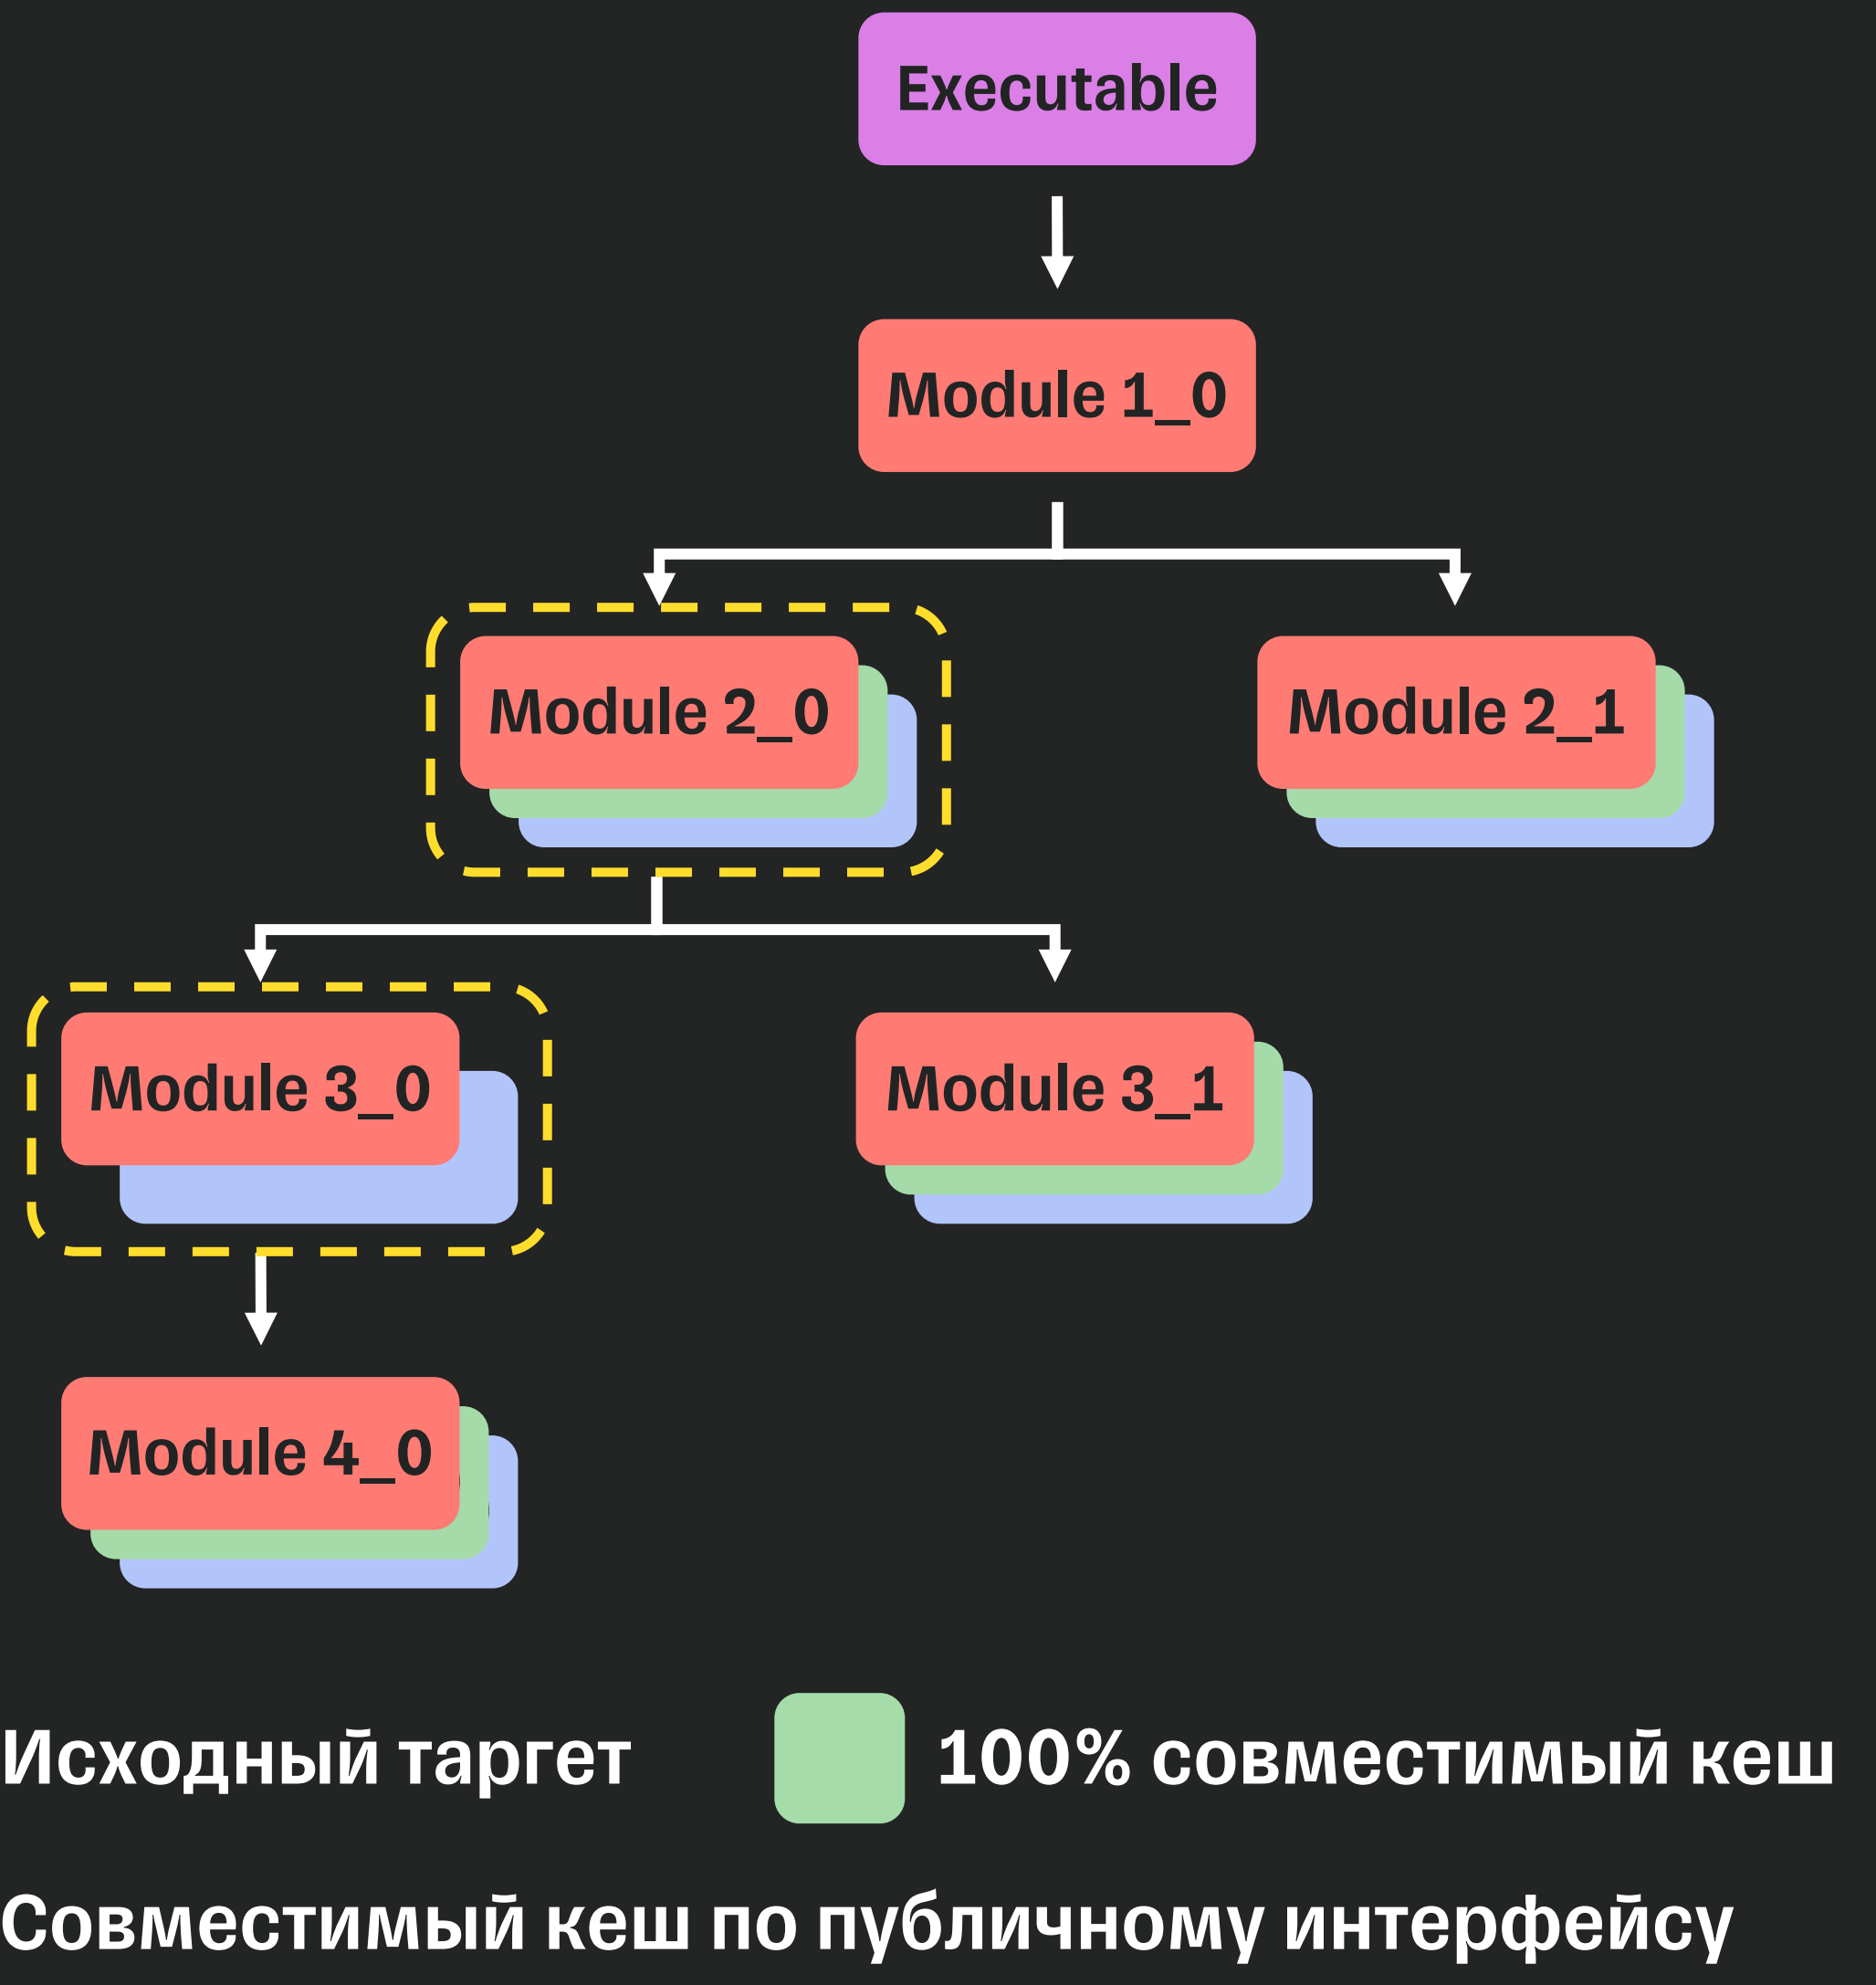 Executable
Module 1_0
Module 2_0
Module 2_1
Module 3_0
Module 3_1
Module 4_0
Исходный таргет
100% совместимый кеш
Совместимый кеш по публичному интерфейсу